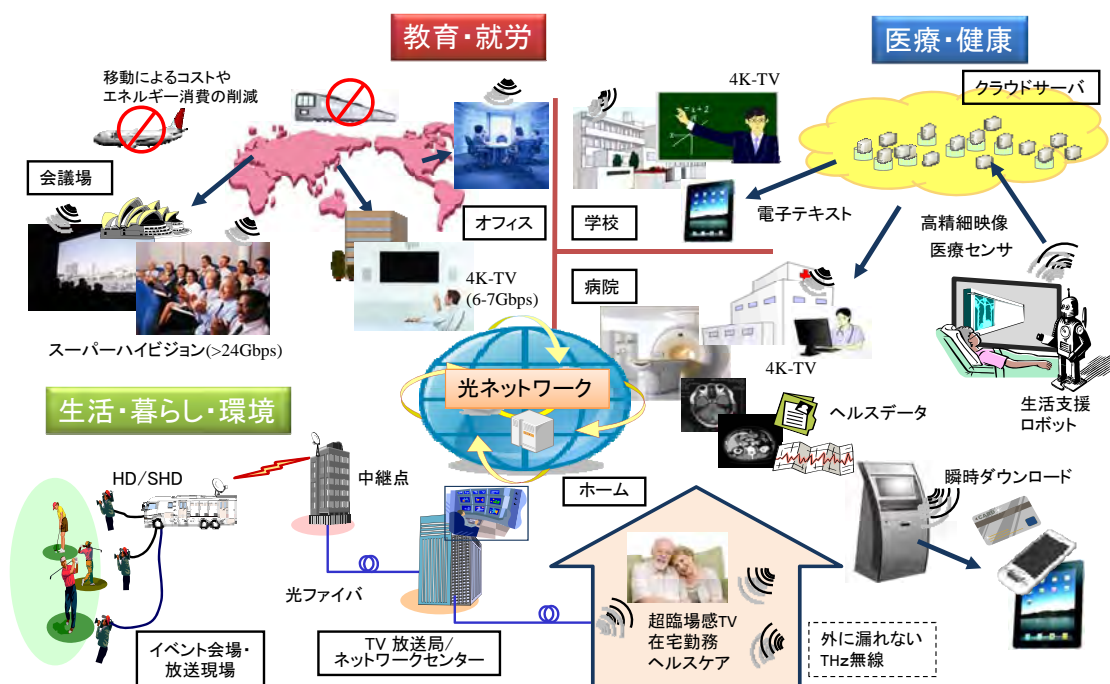 教育・就労
医療・健康
移動によるコストや
エネルギー消費の削減
4K-TV
クラウドサーバ
会議場
オフィス
学校
電子テキスト
高精細映像
医療センサ
4K-TV
(6-7Gbps)
病院
スーパーハイビジョン(>24Gbps)
4K-TV
光ネットワーク
生活・暮らし・環境
ヘルスデータ
生活支援
ロボット
HD/SHD
中継点
ホーム
瞬時ダウンロード
光ファイバ
超臨場感TV
在宅勤務
ヘルスケア
イベント会場・
放送現場
TV 放送局/
ネットワークセンター
外に漏れない
THz無線